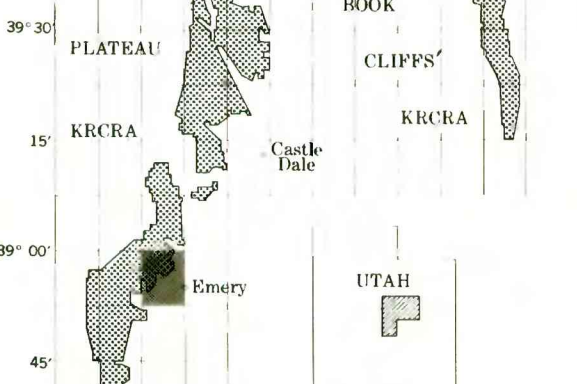 BOOK
39°30'
PLATEAU
CLIFFS'
KRCRA
KRCRA
15'
Castle
Dale
39° 00'
UTAH
Emery
45'